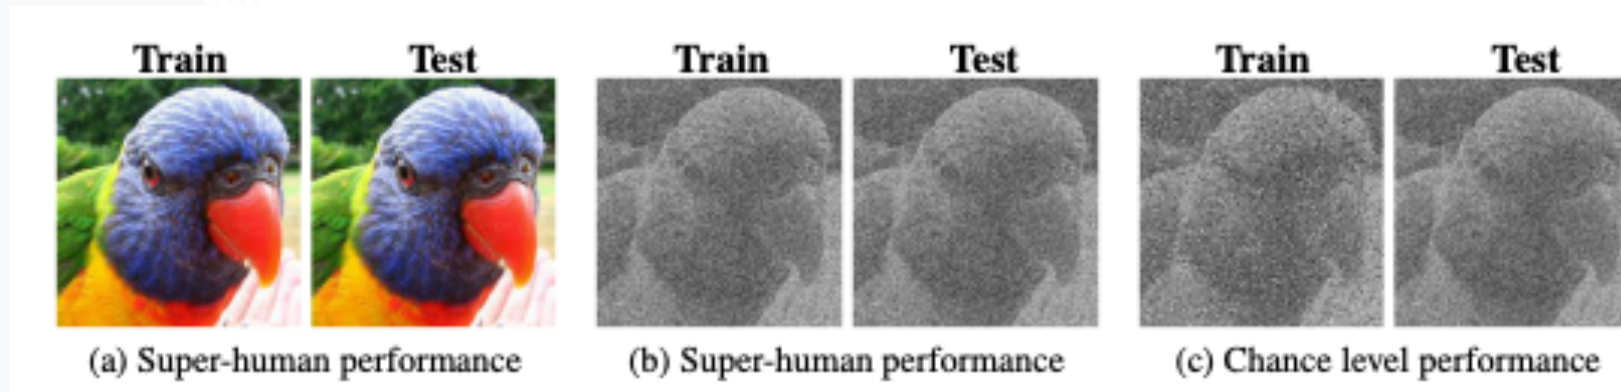 Train Test Train Test Train Test
(a) Super-human performance (b) Super-human performance (c) Chance level performance